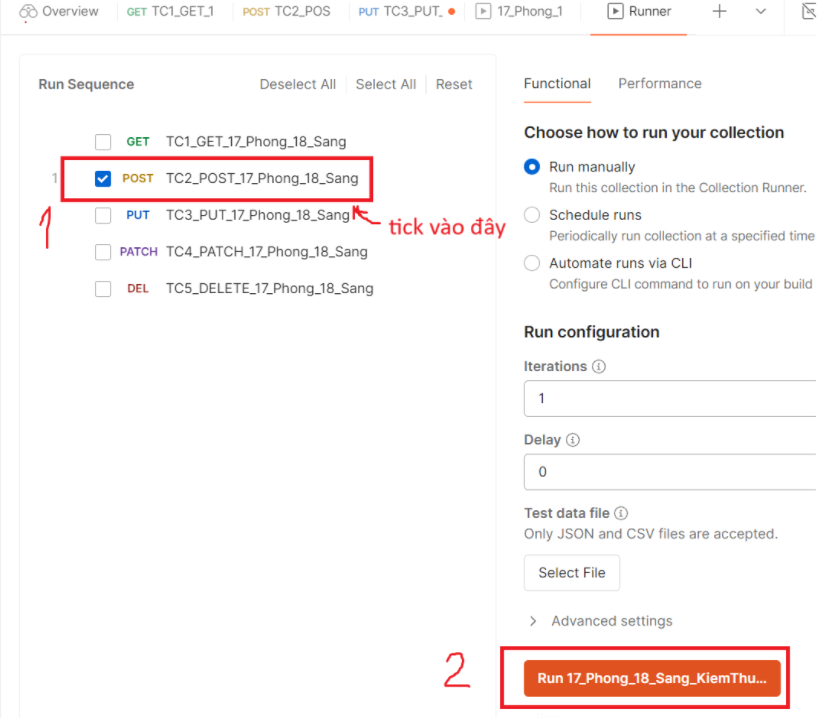 Overview GET TC1_GET_1 POST TC2_POS PUT TC3_PUT_ 17_Phong_1 Runner
Run Sequence Deselect All Select All Reset
GET TC1_GET_17_Phong_18_Sang
1 POST TC2_POST_17_Phong_18_Sang
PUT TC3_PUT_17_Phong_18_Sang
1
tick vào đây
PATCH TC4_PATCH_17_Phong_18_Sang
DEL TC5_DELETE_17_Phong_18_Sang
Functional Performance
Choose how to run your collection
Run manually
Run this collection in the Collection Runner.
Schedule runs
Periodically run collection at a specified time
Automate runs via CLI
Configure CLI command to run on your build
Run configuration
Iterations
1
Delay
0
Test data file
Only JSON and CSV files are accepted.
Select File
Advanced settings
2
Run 17_Phong_18_Sang_KiemThu...